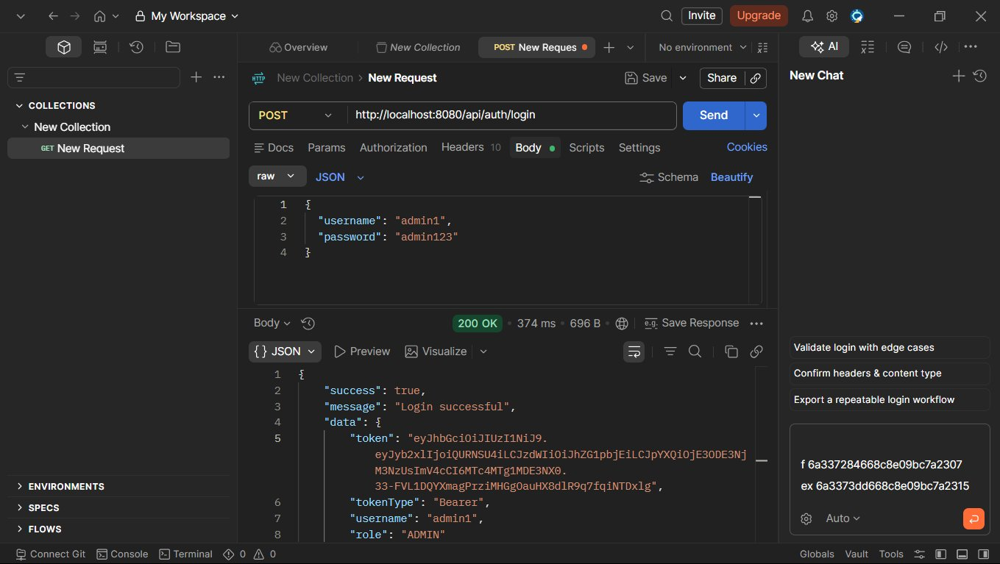 My Workspace
Invite
Upgrade
Overview
New Collection
POST New Reques
No environment
AI
New Collection > New Request
Save
Share
New Chat
COLLECTIONS
New Collection
GET New Request
POST
http://localhost:8080/api/auth/login
Send
Docs
Params
Authorization
Headers 10
Body
Scripts
Settings
Cookies
raw
JSON
Schema
Beautify
1 {
2 "username": "admin1",
3 "password": "admin123"
4 }
Body
200 OK • 374 ms • 696 B
e.g. Save Response
{} JSON
Preview
Visualize
1 {
2 "success": true,
3 "message": "Login successful",
4 "data": {
5 "token": "eyJhbGciOiJIUzI1NiJ9.
eyJyb2xlIjoiQURNSU4iLCJzdWIiOiJhZG1pbjEiLCJpYXQiOjE3ODE3Nj
M3NzUsImV4cCI6MTc4MTg1MDE3NX0.
33-FVL1DQYXmagPrziMHGgOauHX8dlR9q7fqiNTDxlg",
6 "tokenType": "Bearer",
7 "username": "admin1",
8 "role": "ADMIN"
Validate login with edge cases
Confirm headers & content type
Export a repeatable login workflow
f 6a337284668c8e09bc7a2307
ex 6a3373dd668c8e09bc7a2315
Auto
ENVIRONMENTS
SPECS
FLOWS
Connect Git
Console
Terminal
0
0
Globals
Vault
Tools